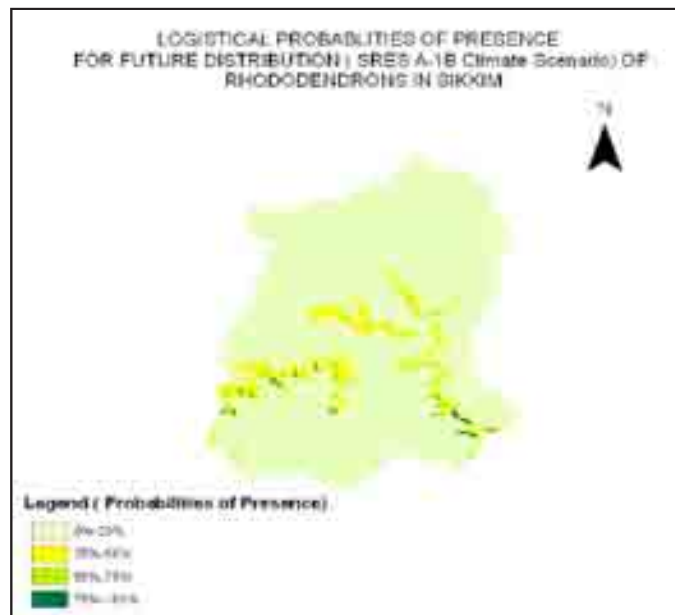 LOGISTICAL PROBABLITIES OF PRESENCE
FOR FUTURE DISTRIBUTION ( SRES A-1B Climate Scenario) OF
RHODODENDRONS IN SIKKIM
N
Legend ( Probabilities of Presence)